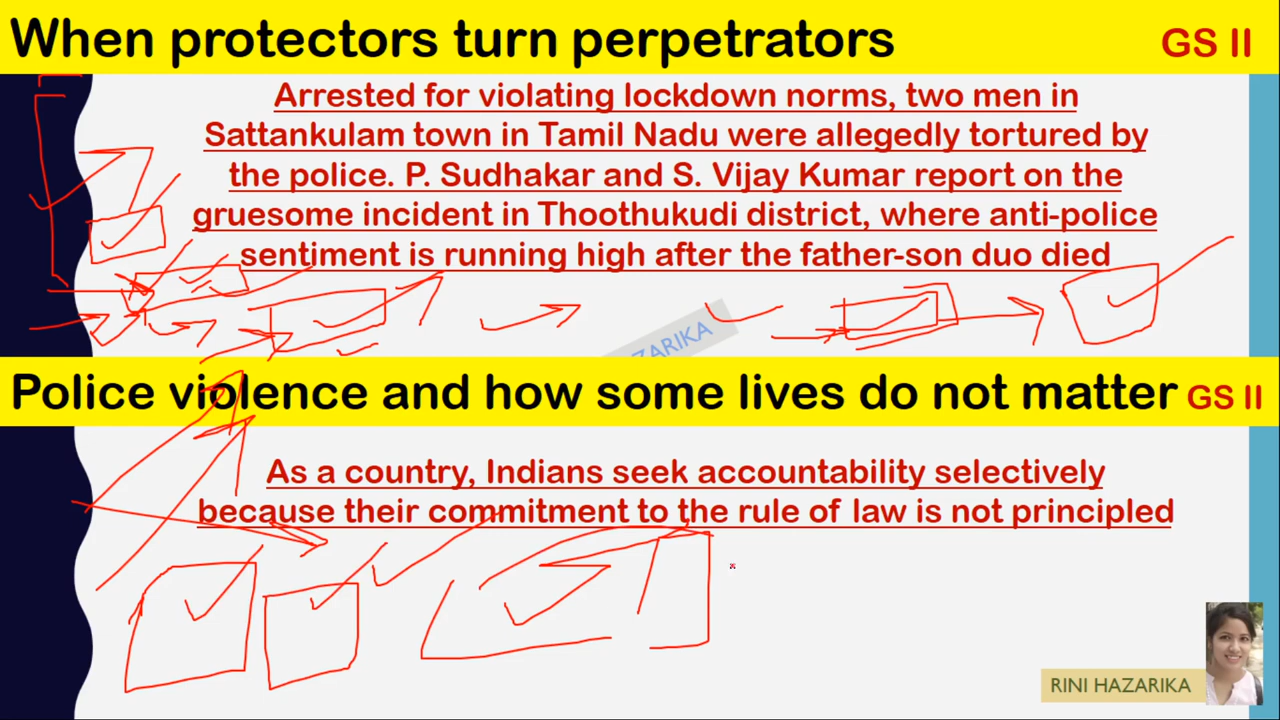 When protectors turn perpetrators GS II
Arrested for violating lockdown norms, two men in
Sattankulam town in Tamil Nadu were allegedly tortured by
the police. P. Sudhakar and S. Vijay Kumar report on the
gruesome incident in Thoothukudi district, where anti-police
sentiment is running high after the father-son duo died
Police violence and how some lives do not matter GS II
As a country, Indians seek accountability selectively
because their commitment to the rule of law is not principled
RINI HAZARIKA